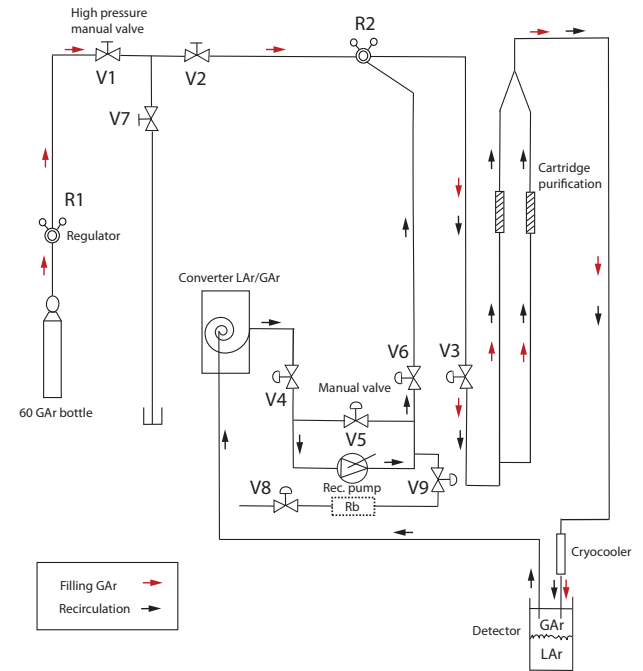 High pressure
manual valve
V1
V2
R2
V7
R1
Regulator
Cartridge
purification
Converter LAr/GAr
V6
V3
Manual valve
V4
V5
60 GAr bottle
Rec. pump
V8
Rb
V9
Cryocooler
Filling GAr
Recirculation
Detector
GAr
LAr